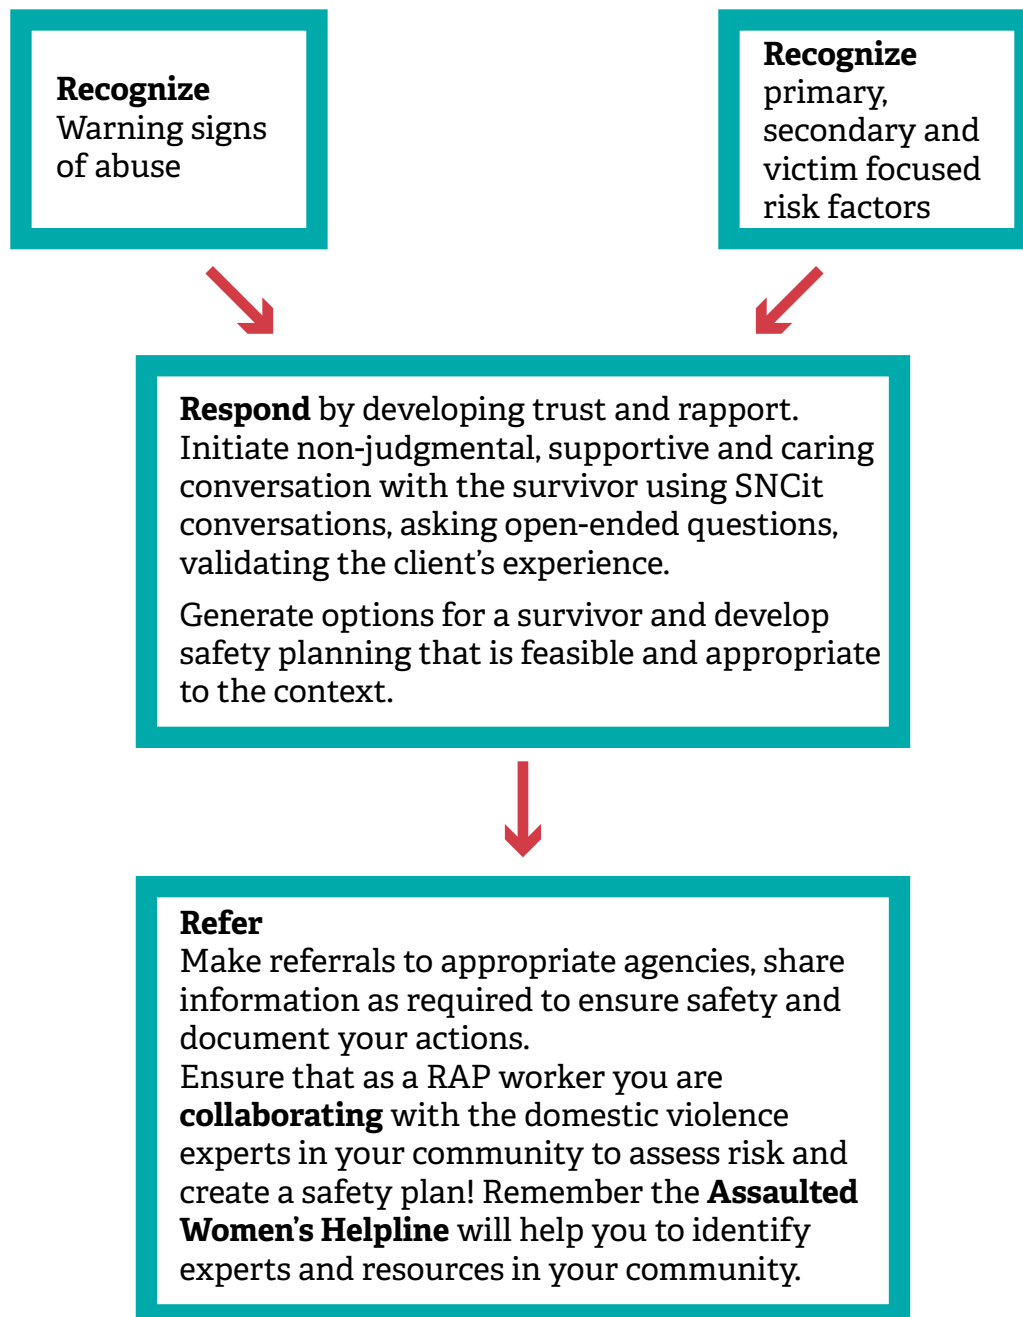 Recognize
Warning signs
of abuse
Recognize
primary,
secondary and
victim focused
risk factors
Respond by developing trust and rapport.
Initiate non-judgmental, supportive and caring
conversation with the survivor using SNCit
conversations, asking open-ended questions,
validating the client's experience.
Generate options for a survivor and develop
safety planning that is feasible and appropriate
to the context.
Refer
Make referrals to appropriate agencies, share
information as required to ensure safety and
document your actions.
Ensure that as a RAP worker you are
collaborating with the domestic violence
experts in your community to assess risk and
create a safety plan! Remember the Assaulted
Women's Helpline will help you to identify
experts and resources in your community.